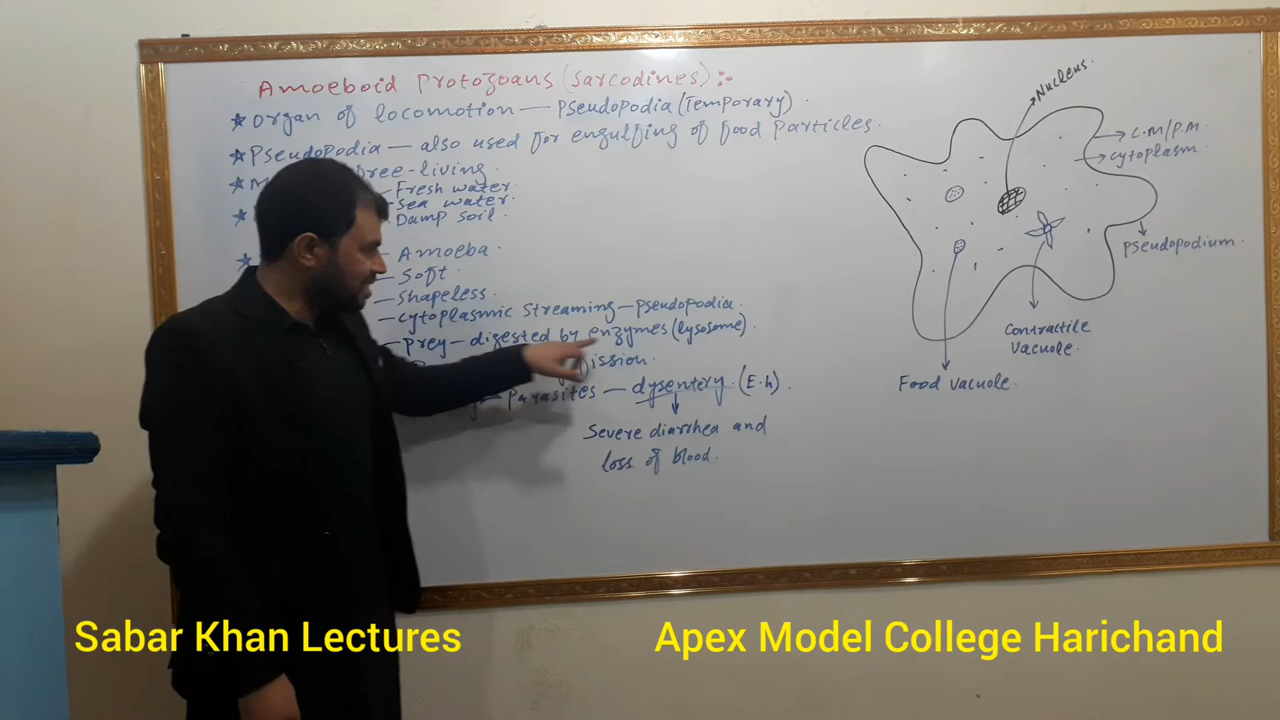 Amoeboid Protozoans (sarcodines) :-
★ organ of locomotion — pseudopodia (Temporary)
★ Pseudopodia — also used for engulfing of food particles.
free-living
Fresh water
Sea water
Damp soil
Amoeba
Soft
shapeless
cytoplasmic streaming — pseudopodia
prey — digested by enzymes (lysosome)
fission
parasites — dysentery (E.h)
Severe diarrhea and
loss of blood.
Nucleus
C.M/P.M
cytoplasm
pseudopodium
Contractile
Vacuole
Food vacuole
Sabar Khan Lectures
Apex Model College Harichand